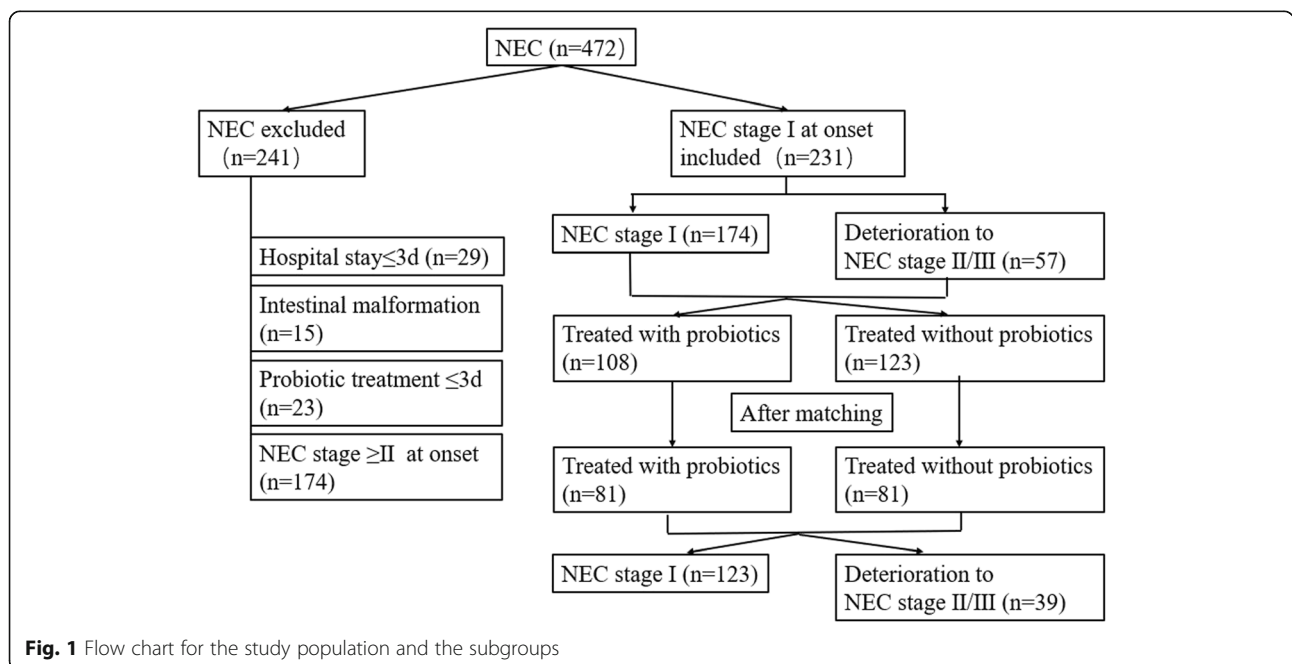 NEC (n=472)
NEC excluded
(n=241)
NEC stage I at onset
included (n=231)
Hospital stay≤3d (n=29)
Intestinal malformation
(n=15)
Probiotic treatment ≤3d
(n=23)
NEC stage ≥II at onset
(n=174)
NEC stage I (n=174)
Deterioration to
NEC stage II/III (n=57)
Treated with probiotics
(n=108)
Treated without probiotics
(n=123)
After matching
Treated with probiotics
(n=81)
Treated without probiotics
(n=81)
NEC stage I (n=123)
Deterioration to
NEC stage II/III (n=39)
Fig. 1 Flow chart for the study population and the subgroups